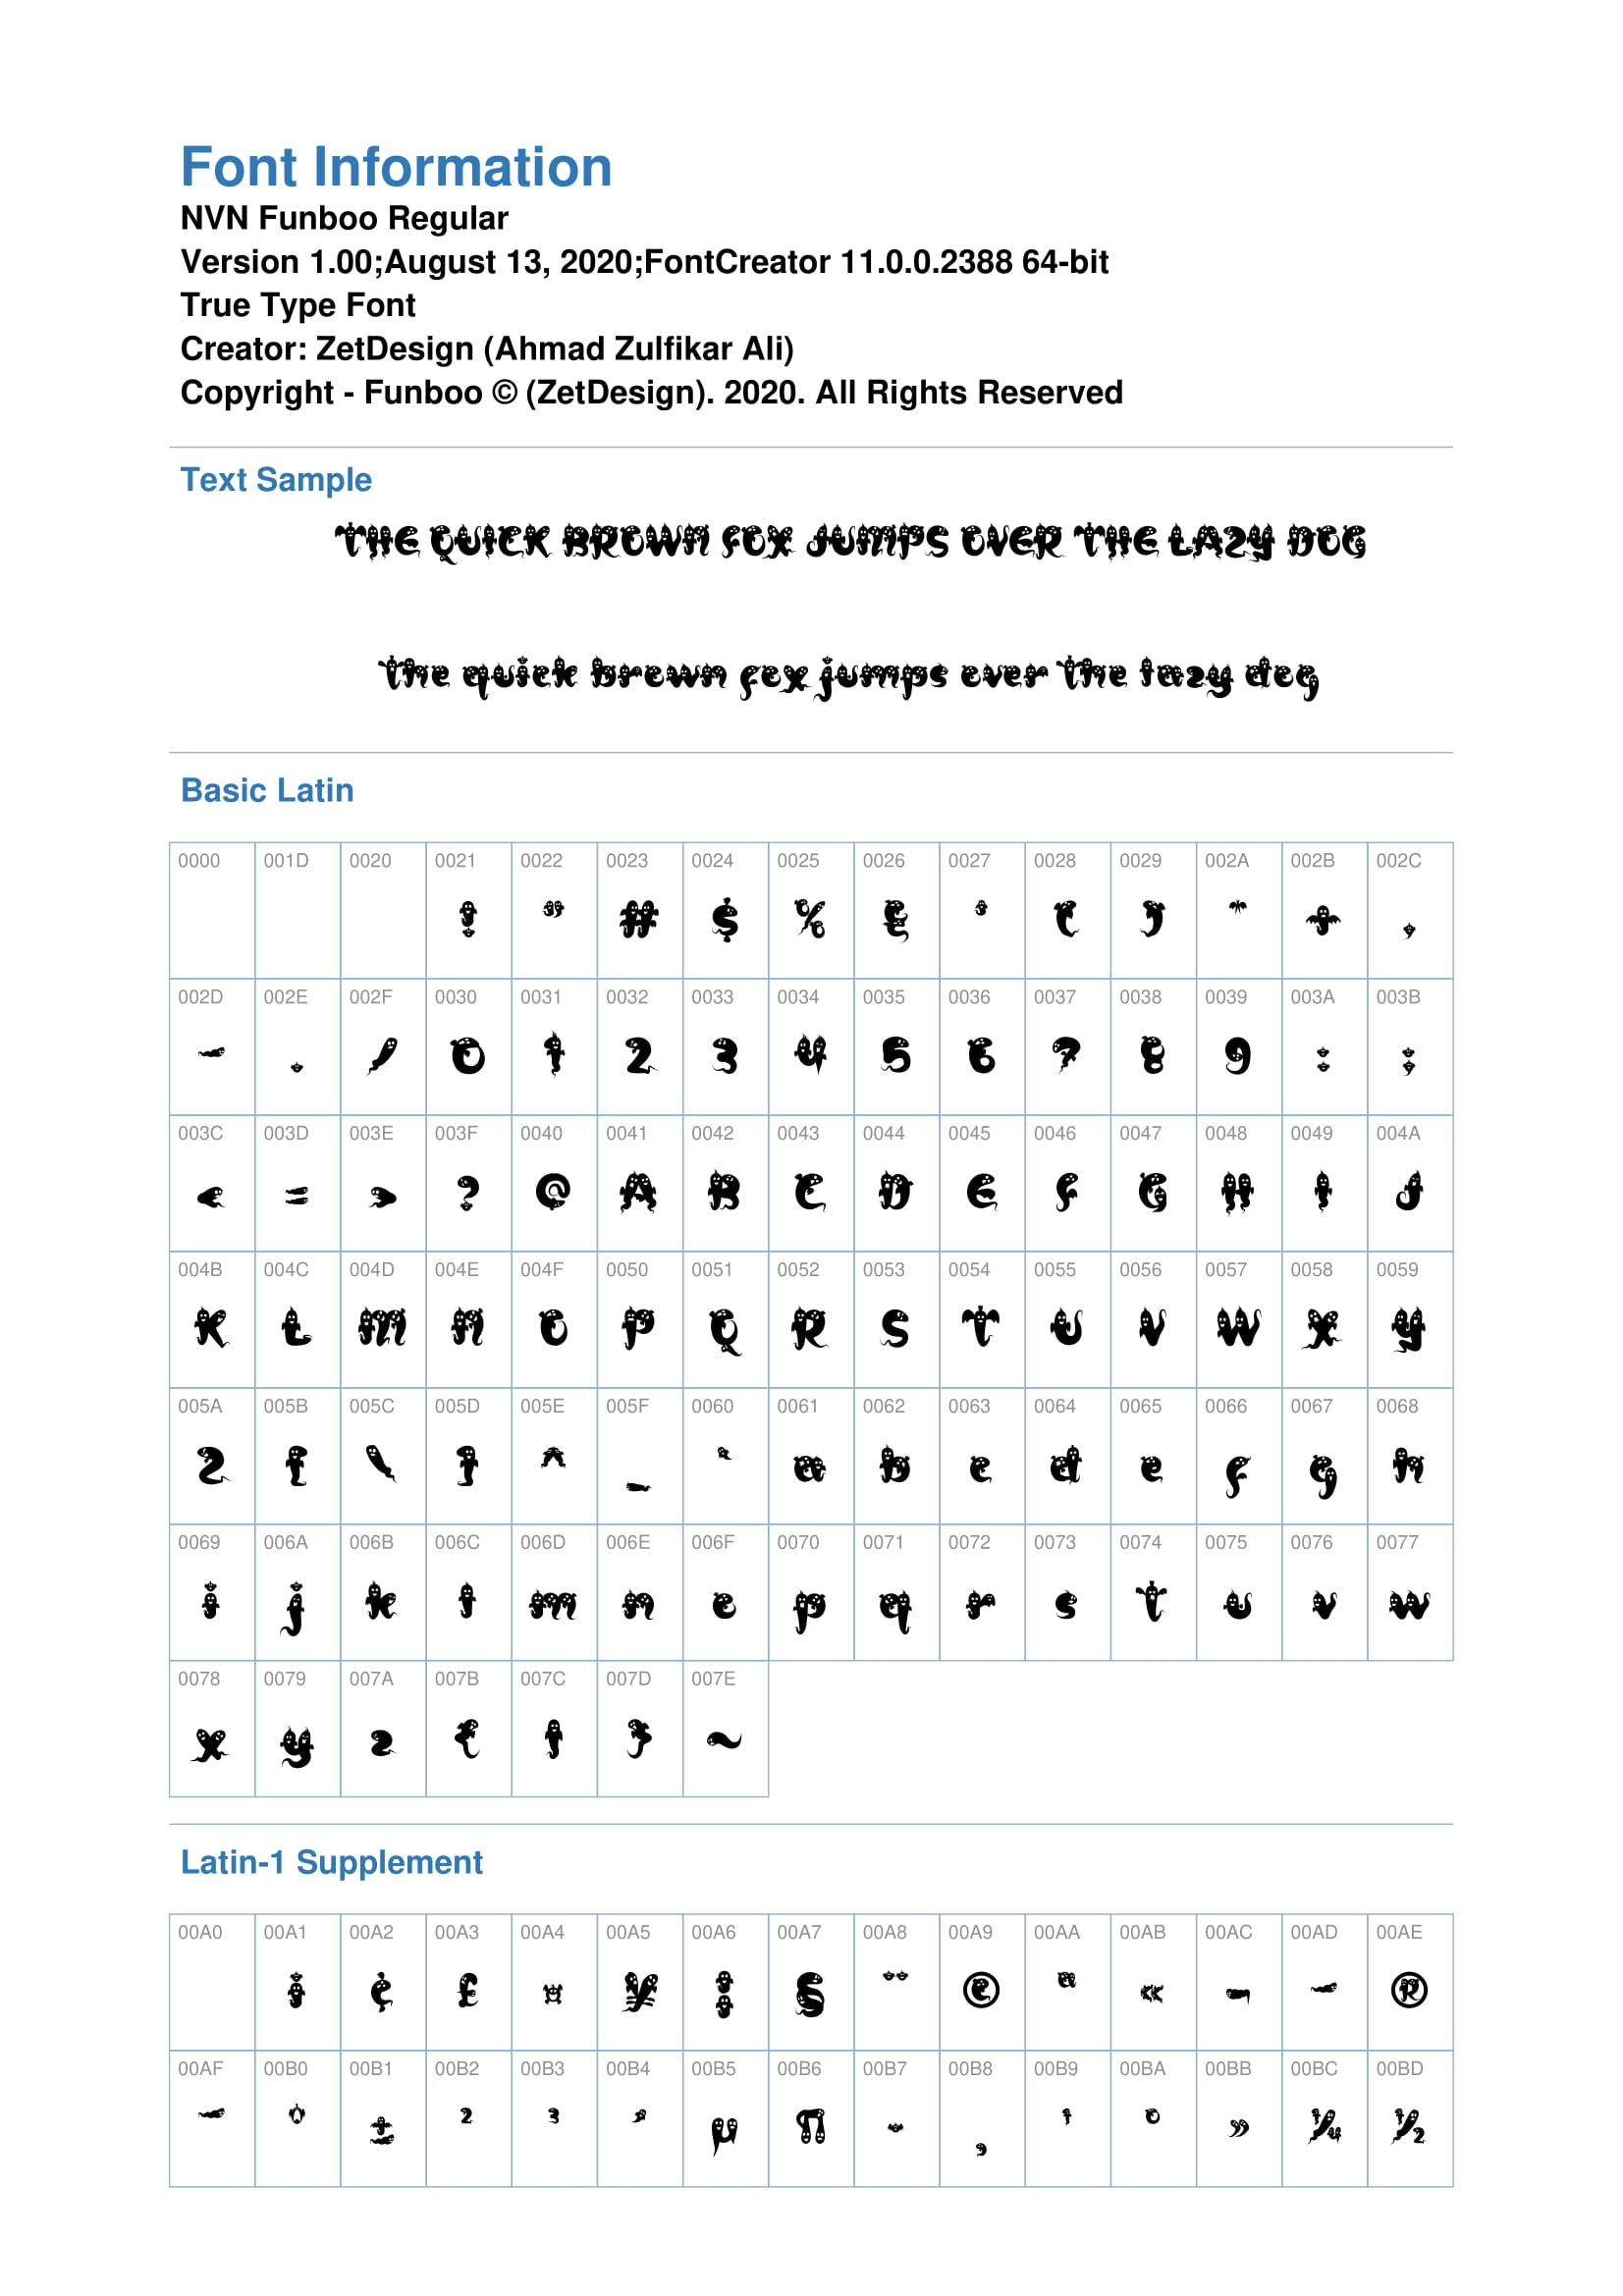 Font Information
NVN Funboo Regular
Version 1.00;August 13, 2020;FontCreator 11.0.0.2388 64-bit
True Type Font
Creator: ZetDesign (Ahmad Zulfikar Ali)
Copyright - Funboo © (ZetDesign). 2020. All Rights Reserved
Text Sample
THE QUICK BROWN FOX JUMPS OVER THE LAZY DOG
the quick brown fox jumps over the lazy dog
Basic Latin
0000 001D 0020 0021 0022 0023 0024 0025 0026 0027 0028 0029 002A 002B 002C
! " # $ % & ' ( ) * + ,
002D 002E 002F 0030 0031 0032 0033 0034 0035 0036 0037 0038 0039 003A 003B
- . / 0 1 2 3 4 5 6 7 8 9 : ;
003C 003D 003E 003F 0040 0041 0042 0043 0044 0045 0046 0047 0048 0049 004A
< = > ? @ A B C D E F G H I J
004B 004C 004D 004E 004F 0050 0051 0052 0053 0054 0055 0056 0057 0058 0059
K L M N O P Q R S T U V W X Y
005A 005B 005C 005D 005E 005F 0060 0061 0062 0063 0064 0065 0066 0067 0068
Z [ \ ] ^ _ ` a b c d e f g h
0069 006A 006B 006C 006D 006E 006F 0070 0071 0072 0073 0074 0075 0076 0077
i j k l m n o p q r s t u v w
0078 0079 007A 007B 007C 007D 007E
x y z { | } ~
Latin-1 Supplement
00A0 00A1 00A2 00A3 00A4 00A5 00A6 00A7 00A8 00A9 00AA 00AB 00AC 00AD 00AE
¡ ¢ £ ¤ ¥ ¦ § ¨ © ª « ¬ - ®
00AF 00B0 00B1 00B2 00B3 00B4 00B5 00B6 00B7 00B8 00B9 00BA 00BB 00BC 00BD
¯ ° ± ² ³ ´ µ ¶ · ¸ ¹ º » ¼ ½